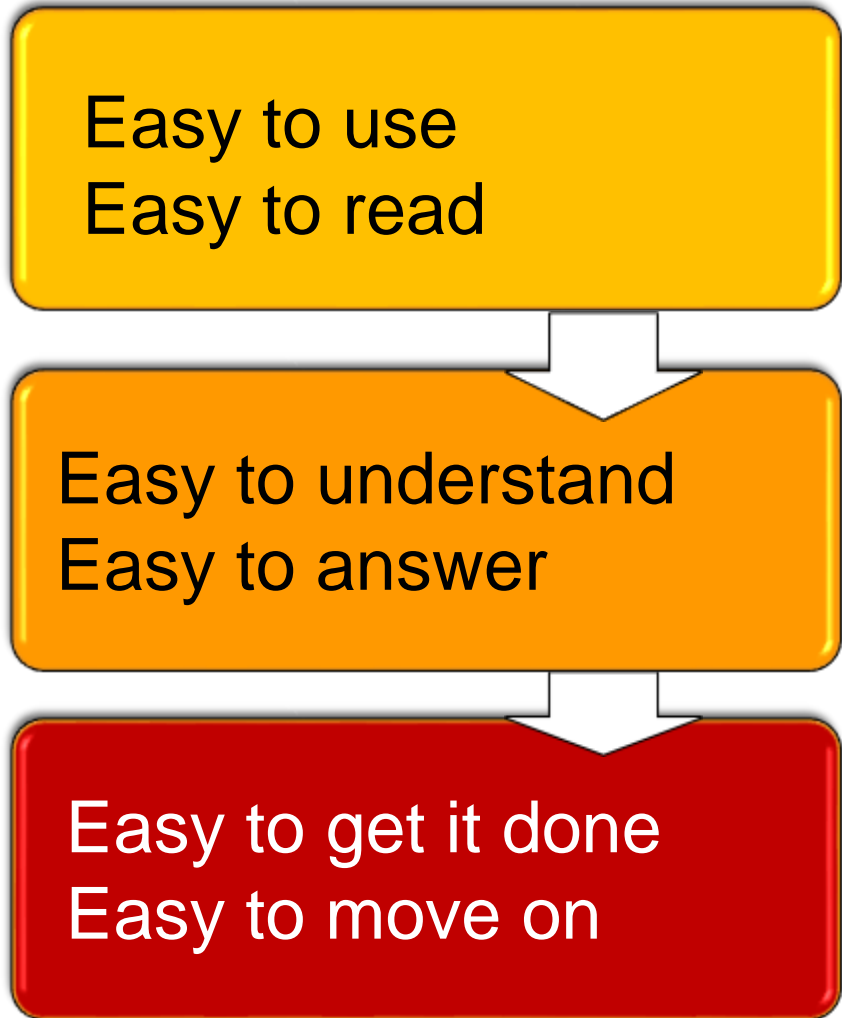 Easy to use
Easy to read
Easy to understand
Easy to answer
Easy to get it done
Easy to move on